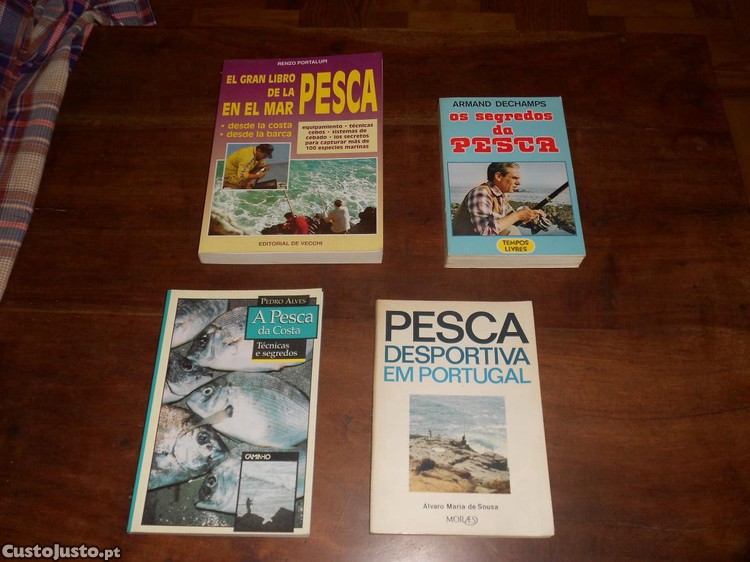 RENZO PORTALUPI
EL GRAN LIBRO
DE LA
EN EL MAR
PESCA
• desde la costa
• desde la barca
equipamiento • técnicas
cebos • sistemas de
cebado • los secretos
para capturar más de
100 especies marinas
EDITORIAL DE VECCHI
ARMAND DECHAMPS
os segredos
da
PESCA
TEMPOS
LIVRES
PEDRO ALVES
A Pesca
da Costa
Técnicas
e segredos
CAMINHO
PESCA
DESPORTIVA
EM PORTUGAL
Álvaro Maria de Sousa
MORAES
CustoJusto.pt